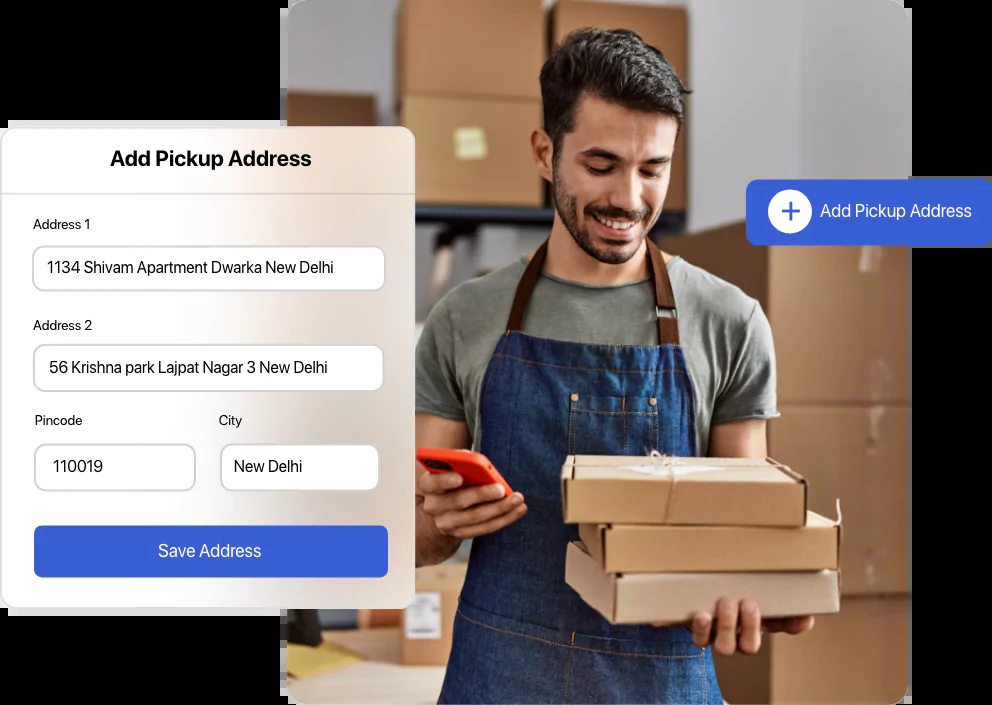 Add Pickup Address
Address 1
1134 Shivam Apartment Dwarka New Delhi
Address 2
56 Krishna park Lajpat Nagar 3 New Delhi
Pincode
City
110019
New Delhi
Save Address
Add Pickup Address